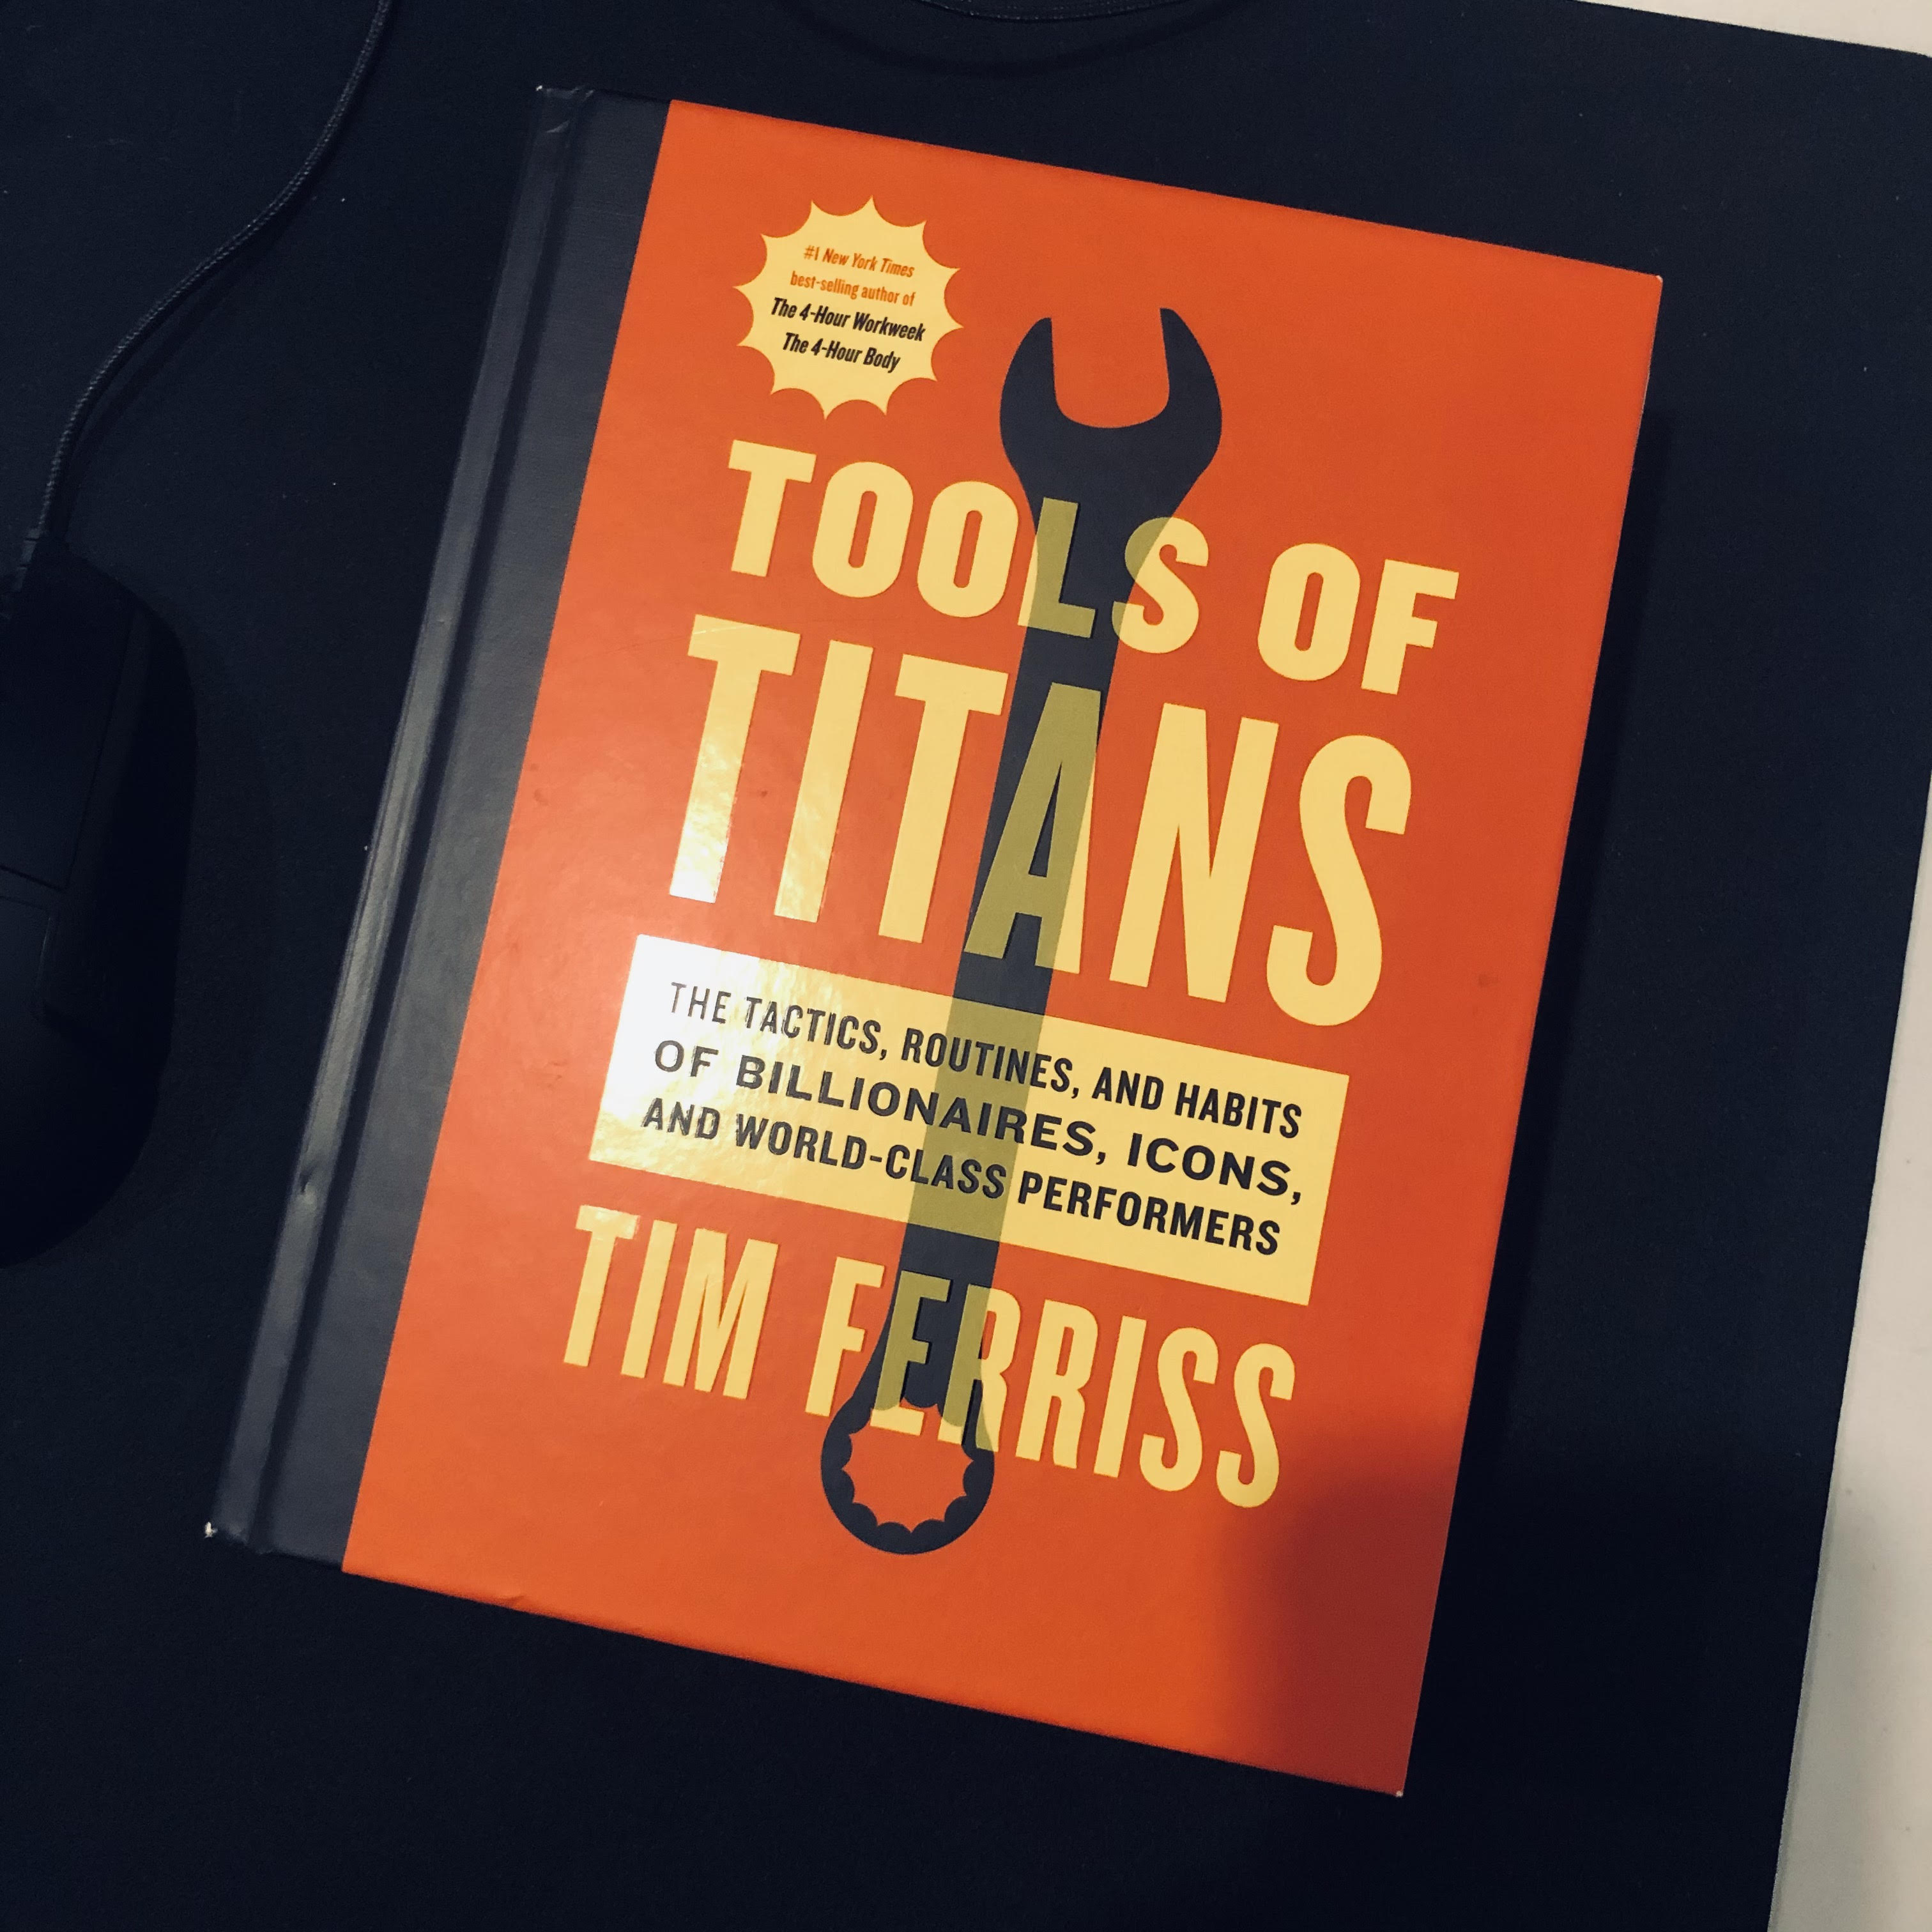 #1 New York Times
best-selling author of
The 4-Hour Workweek
The 4-Hour Body
TOOLS OF
TITANS
THE TACTICS, ROUTINES, AND HABITS
OF BILLIONAIRES, ICONS,
AND WORLD-CLASS PERFORMERS
TIM FERRISS